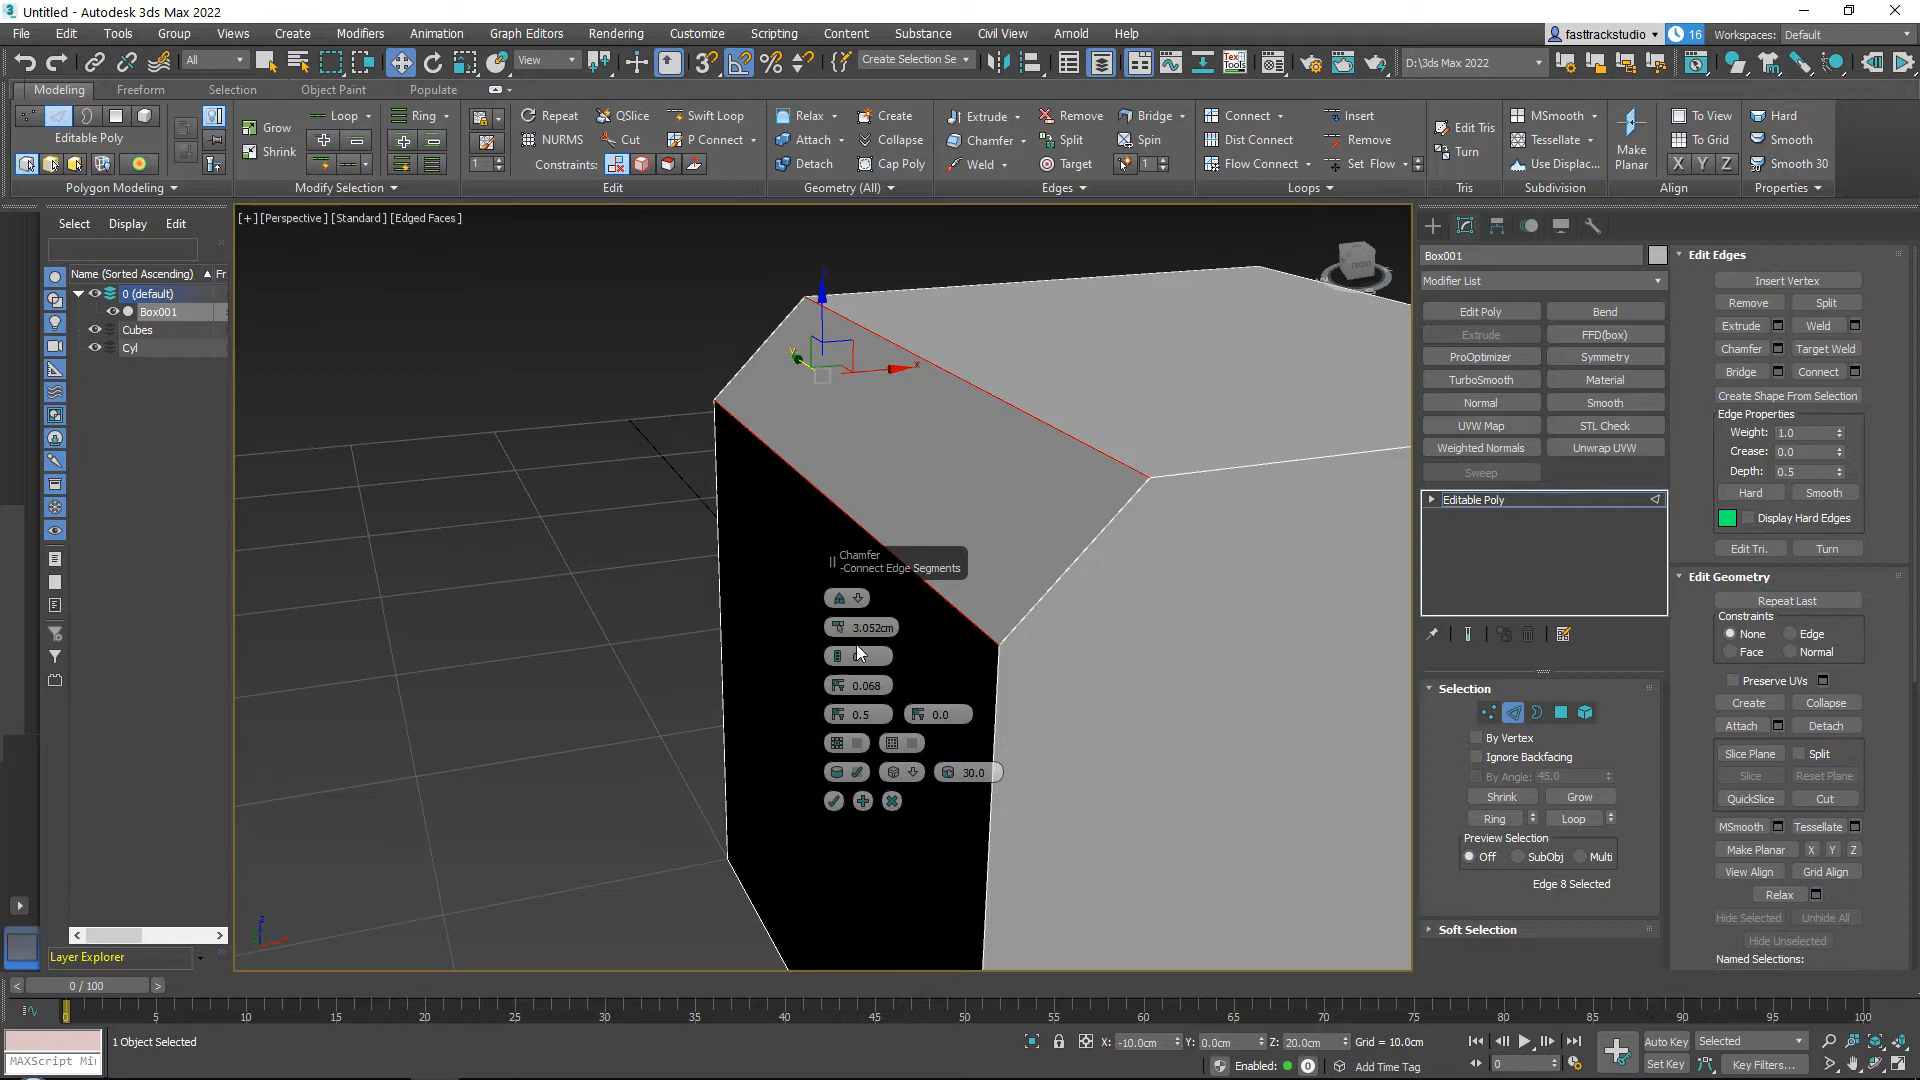 Untitled - Autodesk 3ds Max 2022
File Edit Tools Group Views Create Modifiers Animation Graph Editors Rendering Customize Scripting Content Substance Civil View Arnold Help
fasttrackstudio 16 Workspaces: Default
All View Create Selection Se D:\3ds Max 2022
Modeling Freeform Selection Object Paint Populate
Loop Ring Repeat QSlice Swift Loop Relax Create Extrude Remove Bridge Connect Insert MSmooth To View Hard
Grow NURMS Cut P Connect Attach Collapse Chamfer Split Spin Dist Connect Remove Edit Tris Tessellate To Grid Smooth
Shrink 1 Constraints: Detach Cap Poly Weld Target 1 Flow Connect Set Flow Turn Use Displac... Make Planar X Y Z Smooth 30
Polygon Modeling Modify Selection Edit Geometry (All) Edges Loops Tris Subdivision Align Properties
Select Display Edit
Name (Sorted Ascending) Fr
0 (default)
Box001
Cubes
Cyl
Layer Explorer
[+] [Perspective ] [Standard ] [Edged Faces ]
FRONT
z
y
x
Chamfer
-Connect Edge Segments
3.052cm
0.068
0.5 0.0
30.0
Box001
Modifier List
Edit Poly Bend
Extrude FFD(box)
ProOptimizer Symmetry
TurboSmooth Material
Normal Smooth
UVW Map STL Check
Weighted Normals Unwrap UVW
Sweep
Editable Poly
Selection
By Vertex
Ignore Backfacing
By Angle: 45.0
Shrink Grow
Ring Loop
Preview Selection
Off SubObj Multi
Edge 8 Selected
Soft Selection
Edit Edges
Insert Vertex
Remove Split
Extrude Weld
Chamfer Target Weld
Bridge Connect
Create Shape From Selection
Edge Properties
Weight: 1.0
Crease: 0.0
Depth: 0.5
Hard Smooth
Display Hard Edges
Edit Tri. Turn
Edit Geometry
Repeat Last
Constraints
None Edge
Face Normal
Preserve UVs
Create Collapse
Attach Detach
Slice Plane Split
Slice Reset Plane
QuickSlice Cut
MSmooth Tessellate
Make Planar X Y Z
View Align Grid Align
Relax
Hide Selected Unhide All
Hide Unselected
Named Selections:
0 / 100
0 5 10 15 20 25 30 35 40 45 50 55 60 65 70 75 80 85 90 95 100
1 Object Selected
MAXScript Mi
X: -10.0cm Y: 0.0cm Z: 20.0cm Grid = 10.0cm
Enabled: 0 Add Time Tag
Auto Key Selected
0 Set Key Key Filters...